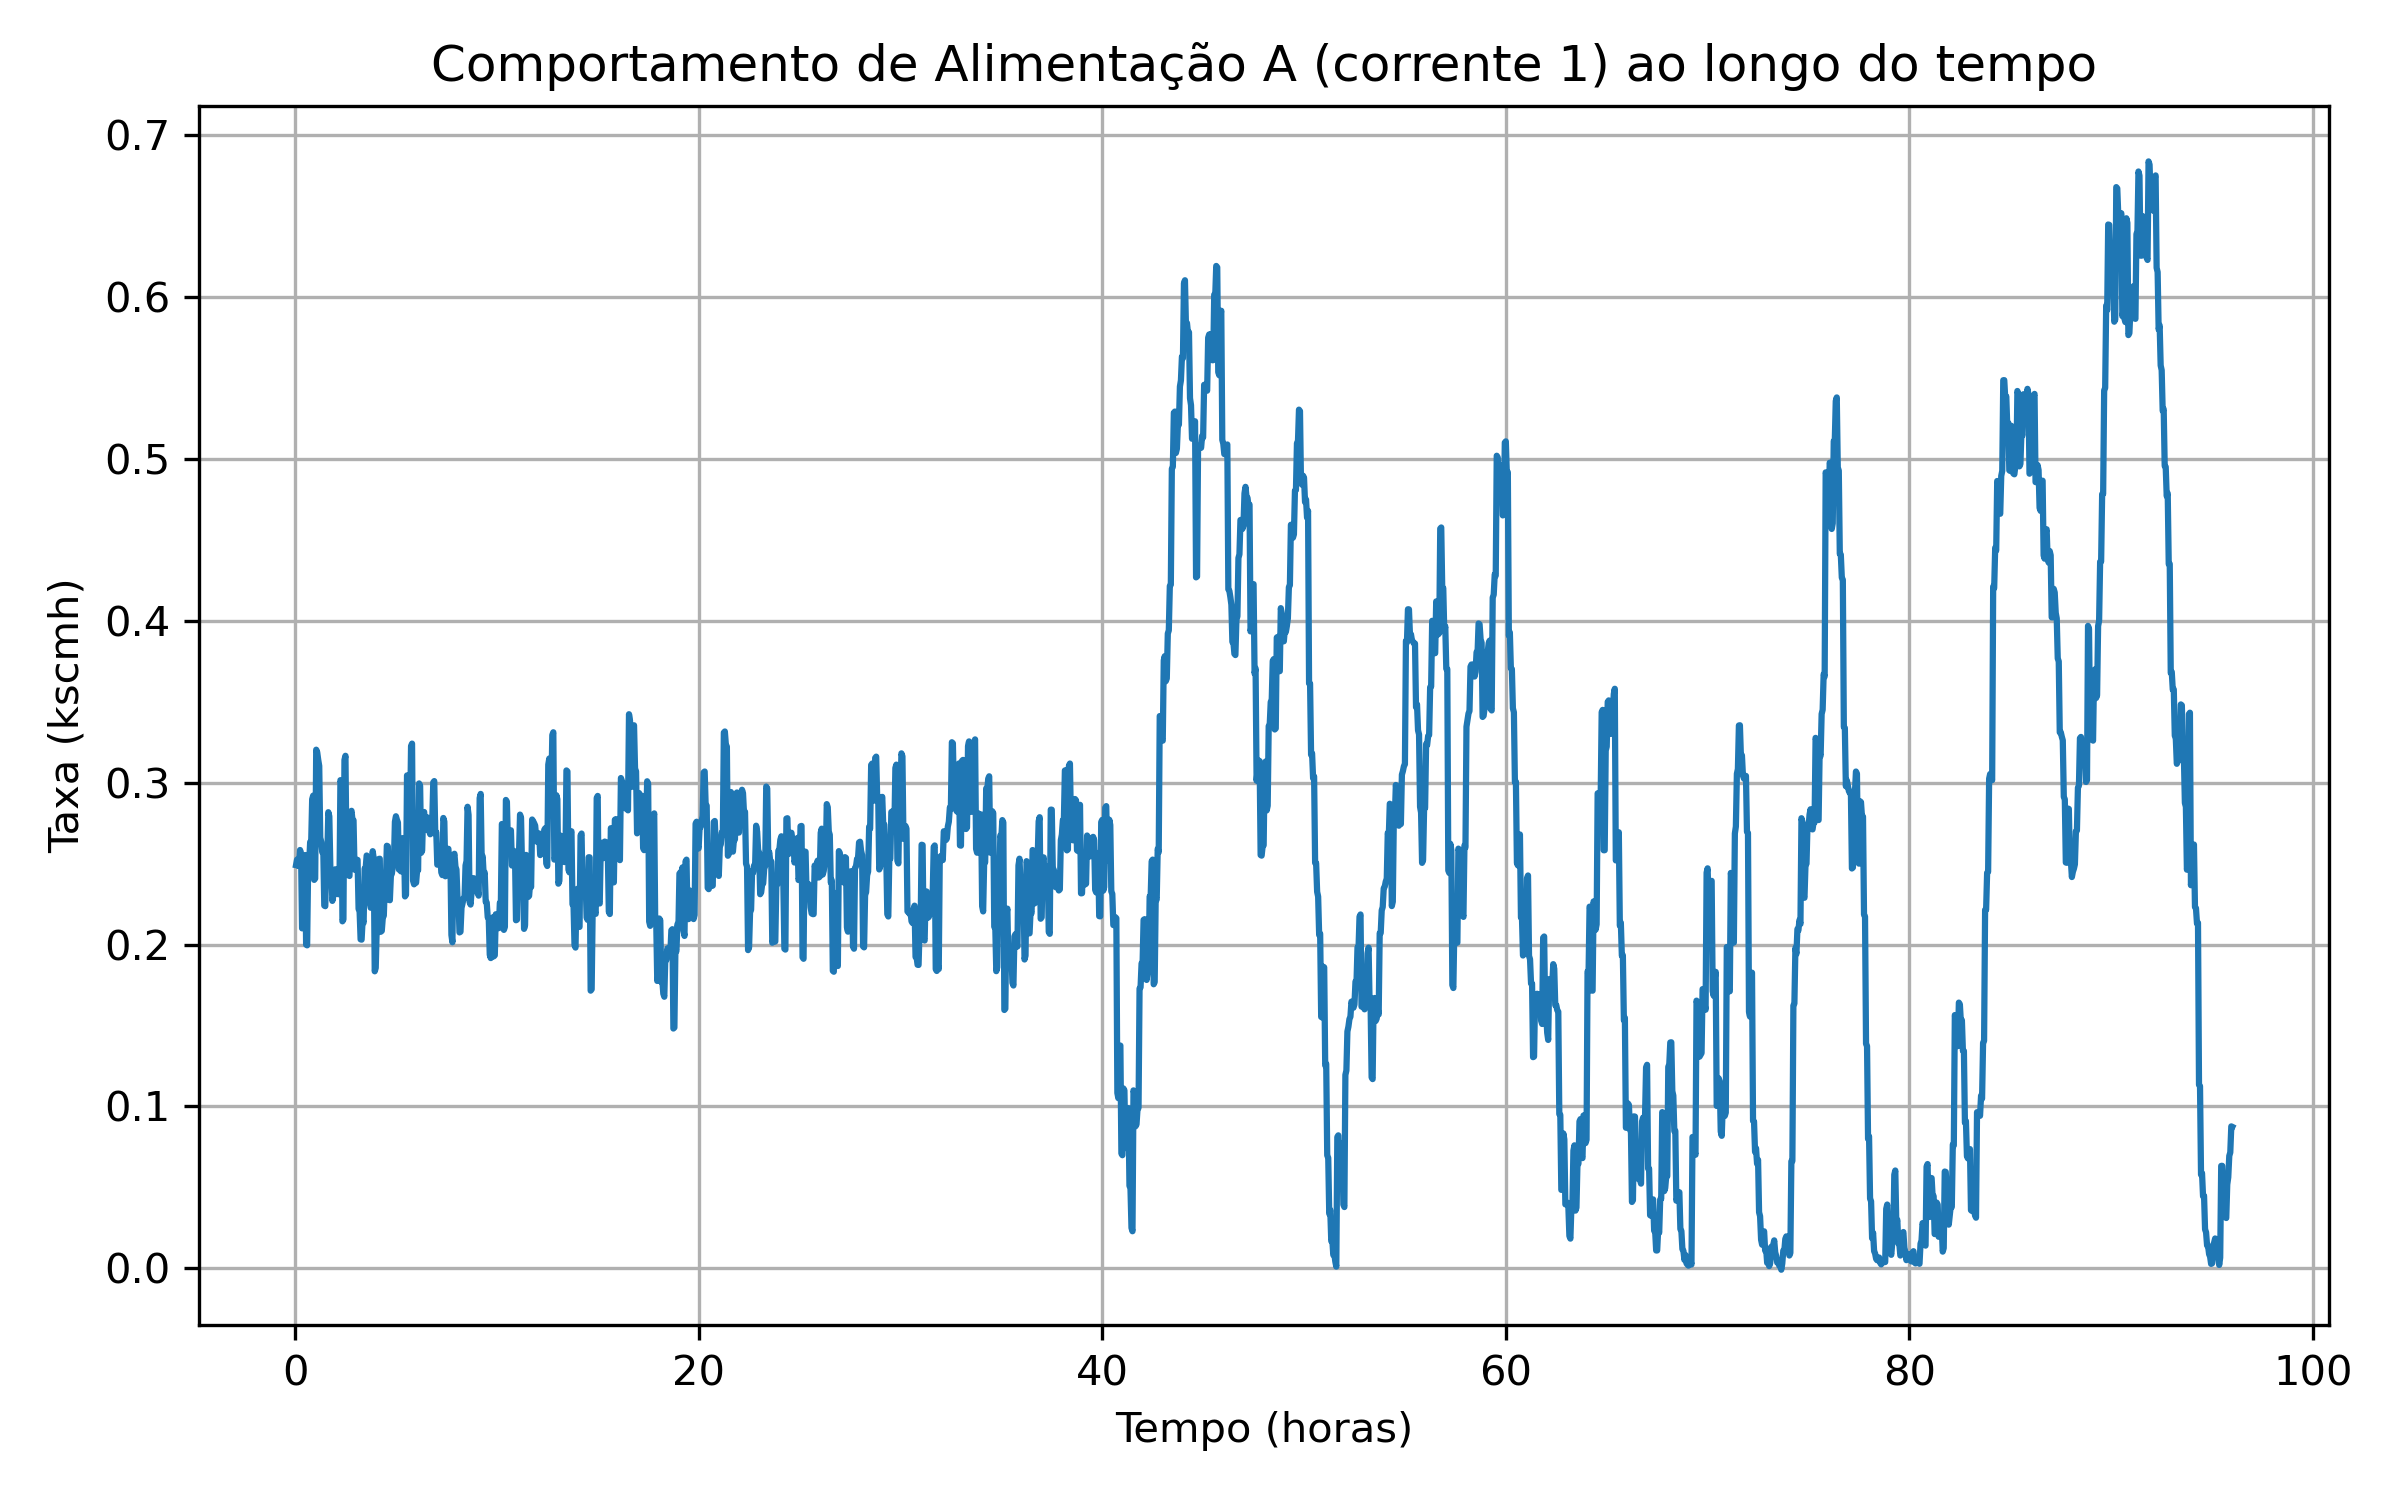 Comportamento de Alimentação A (corrente 1) ao longo do tempo
Taxa (kscmh)
0.7
0.6
0.5
0.4
0.3
0.2
0.1
0.0
0 20 40 60 80 100
Tempo (horas)